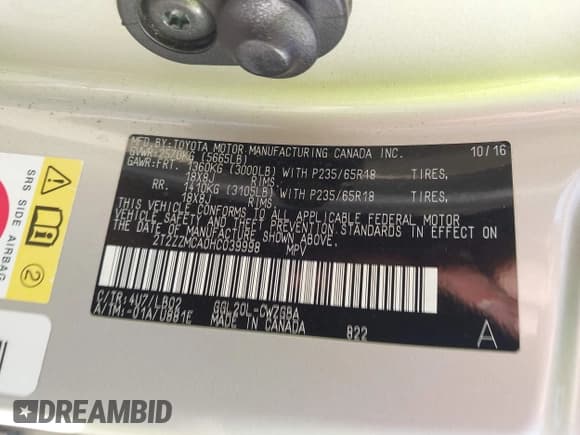 MFD.BY:TOYOTA MOTOR MANUFACTURING CANADA INC. 10/16
GVWR:2570KG (5665LB)
GAWR:FRT. 1360KG (3000LB) WITH P235/65R18 TIRES,
18X8J RIMS
RR. 1410KG (3105LB) WITH P235/65R18 TIRES,
18X8J RIMS
THIS VEHICLE CONFORMS TO ALL APPLICABLE FEDERAL MOTOR
VEHICLE SAFETY AND THEFT PREVENTION STANDARDS IN EFFECT ON
THE DATE OF MANUFACTURE SHOWN ABOVE.
2T2ZZMCA0HC039998 MPV
C/TR:4U7/LB02 GGL20L-CWZGBA
A/TM:-01A/U881E MADE IN CANADA 822
A
SRS SIDE AIRBAG
2
DREAMBID